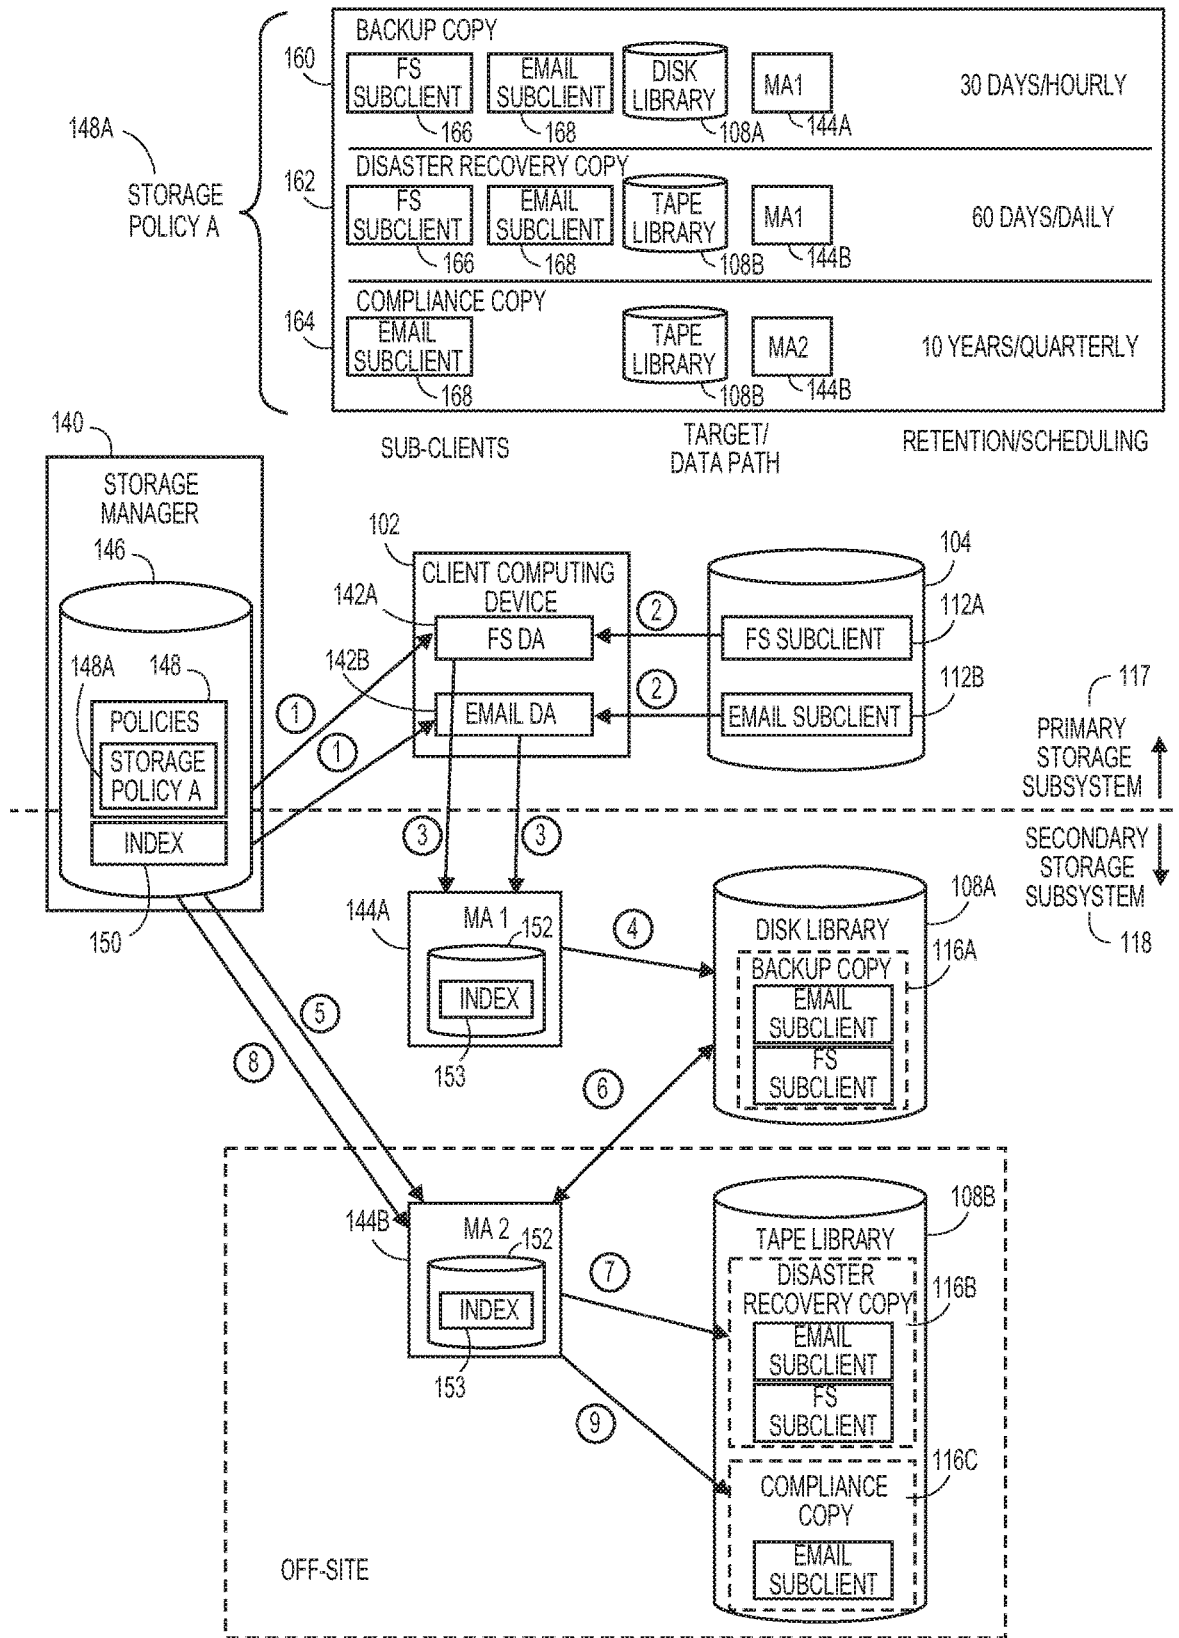 BACKUP COPY
160
FS
SUBCLIENT
166
EMAIL
SUBCLIENT
168
DISK
LIBRARY
108A
MA1
144A
30 DAYS/HOURLY
148A
STORAGE
POLICY A
DISASTER RECOVERY COPY
162
FS
SUBCLIENT
166
EMAIL
SUBCLIENT
168
TAPE
LIBRARY
108B
MA1
144B
60 DAYS/DAILY
COMPLIANCE COPY
164
EMAIL
SUBCLIENT
168
TAPE
LIBRARY
108B
MA2
144B
10 YEARS/QUARTERLY
SUB-CLIENTS
TARGET/
DATA PATH
RETENTION/SCHEDULING
140
STORAGE
MANAGER
146
148A
148
POLICIES
STORAGE
POLICY A
INDEX
150
102
CLIENT COMPUTING
DEVICE
142A
FS DA
142B
EMAIL DA
1
1
2
2
104
FS SUBCLIENT
112A
EMAIL SUBCLIENT
112B
117
PRIMARY
STORAGE
SUBSYSTEM
SECONDARY
STORAGE
SUBSYSTEM
118
3
3
144A
MA 1
152
INDEX
153
4
DISK LIBRARY
108A
BACKUP COPY
116A
EMAIL
SUBCLIENT
FS
SUBCLIENT
5
8
6
144B
MA 2
152
INDEX
153
7
9
TAPE LIBRARY
108B
DISASTER
RECOVERY COPY
116B
EMAIL
SUBCLIENT
FS
SUBCLIENT
116C
COMPLIANCE
COPY
EMAIL
SUBCLIENT
OFF-SITE